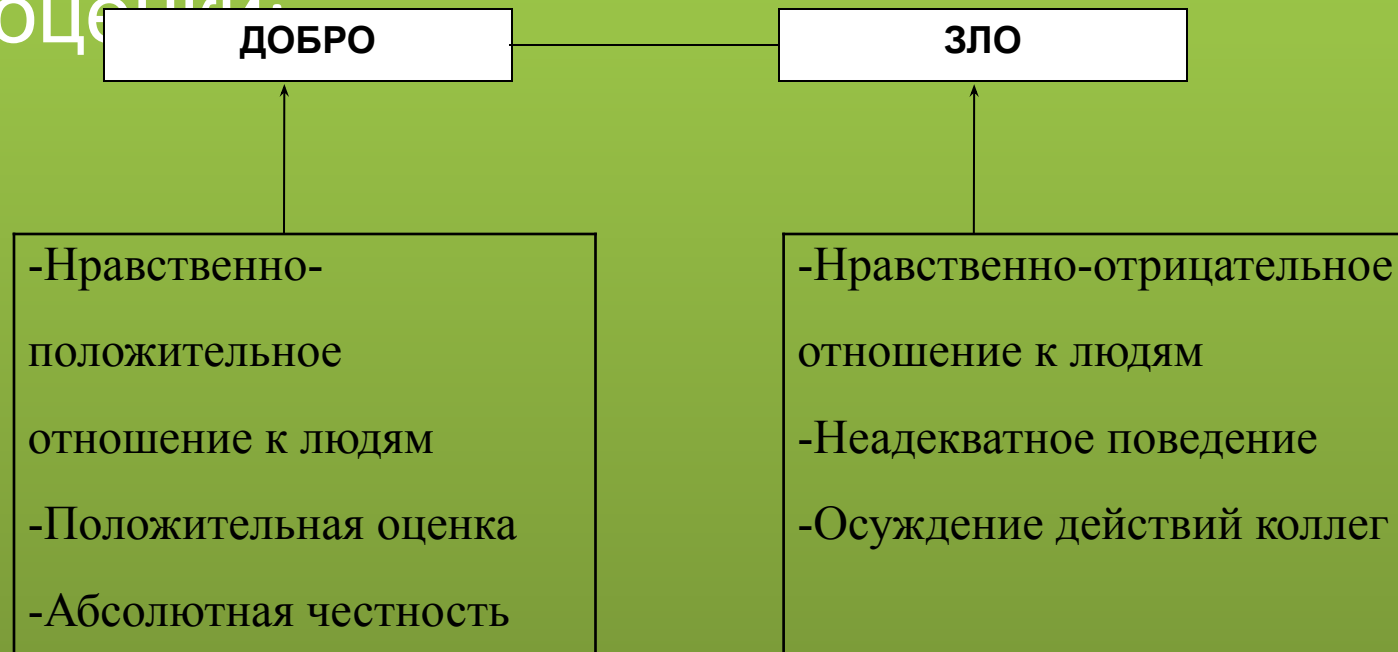 ДОБРО
ЗЛО
-Нравственно-
положительное
отношение к людям
-Положительная оценка
-Абсолютная честность
-Нравственно-отрицательное
отношение к людям
-Неадекватное поведение
-Осуждение действий коллег